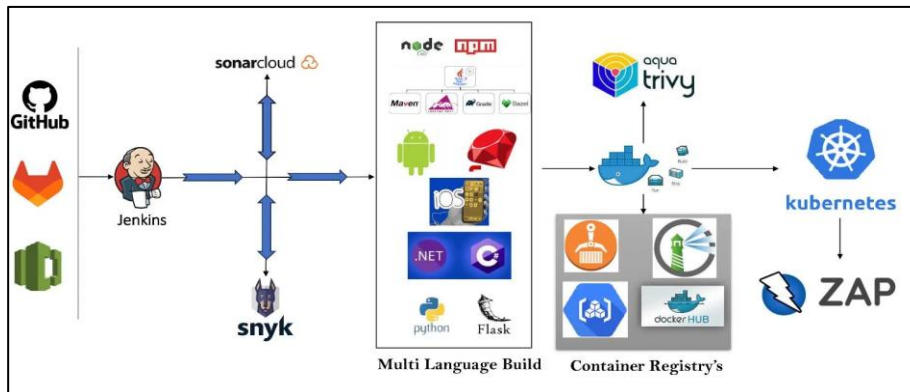 GitHub
Jenkins
sonarcloud
snyk
node
npm
Maven
Gradle
Bazel
iOS
.NET
C#
python
Flask
Multi Language Build
aqua
trivy
docker HUB
Container Registry's
kubernetes
ZAP